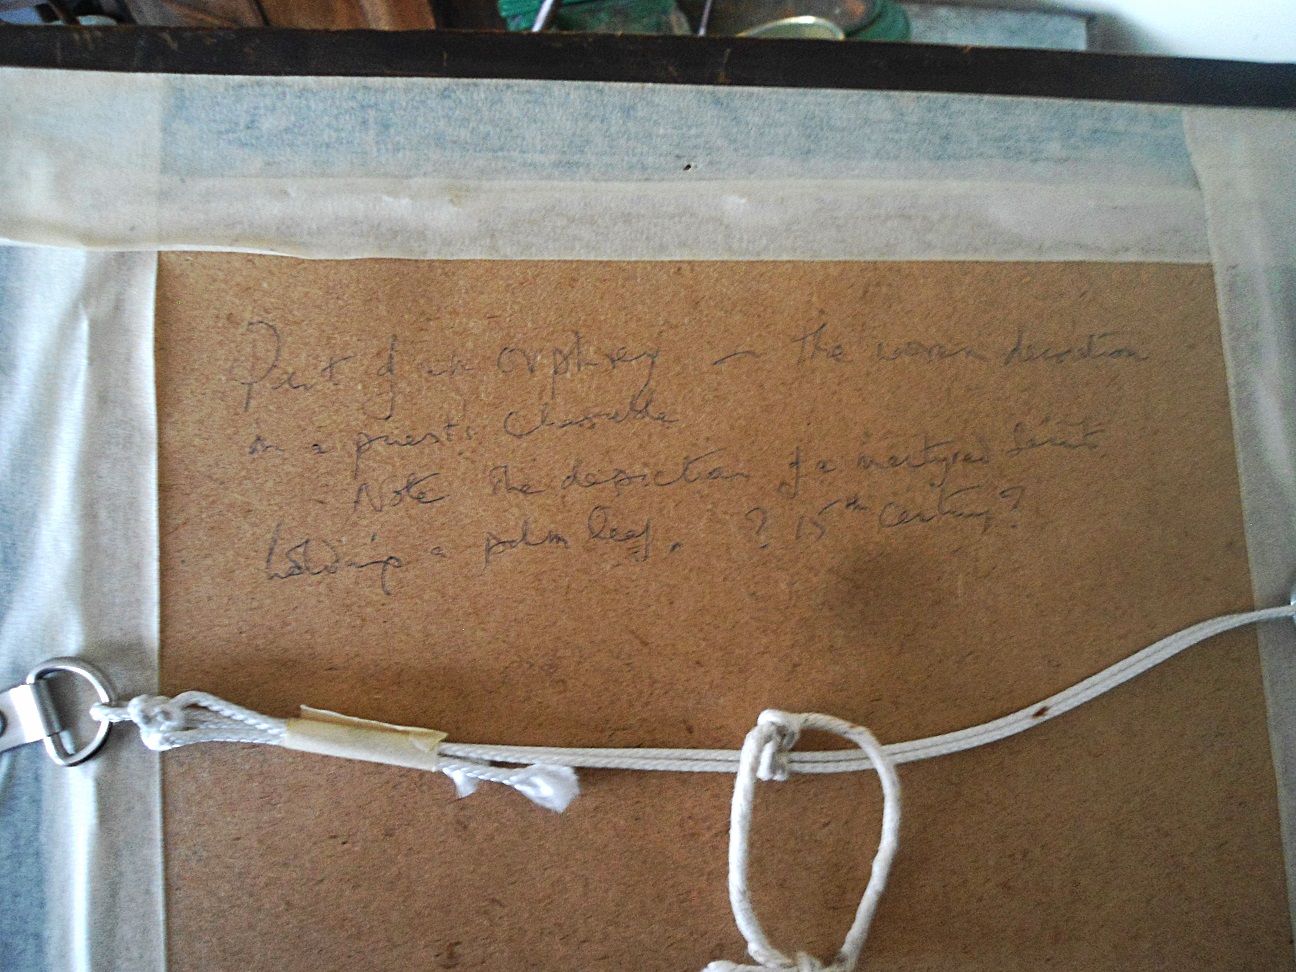 Part of an Orphrey - the woven decoration
on a priest's Chasuble
Note the depiction of a martyred Saint
holding a palm leaf. ? 15th century?